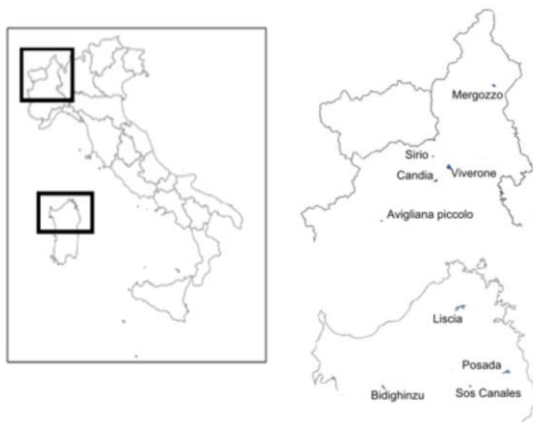 Mergozzo
Sirio
Candia
Viverone
Avigliana piccolo
Liscia
Posada
Bidighinzu
Sos Canales